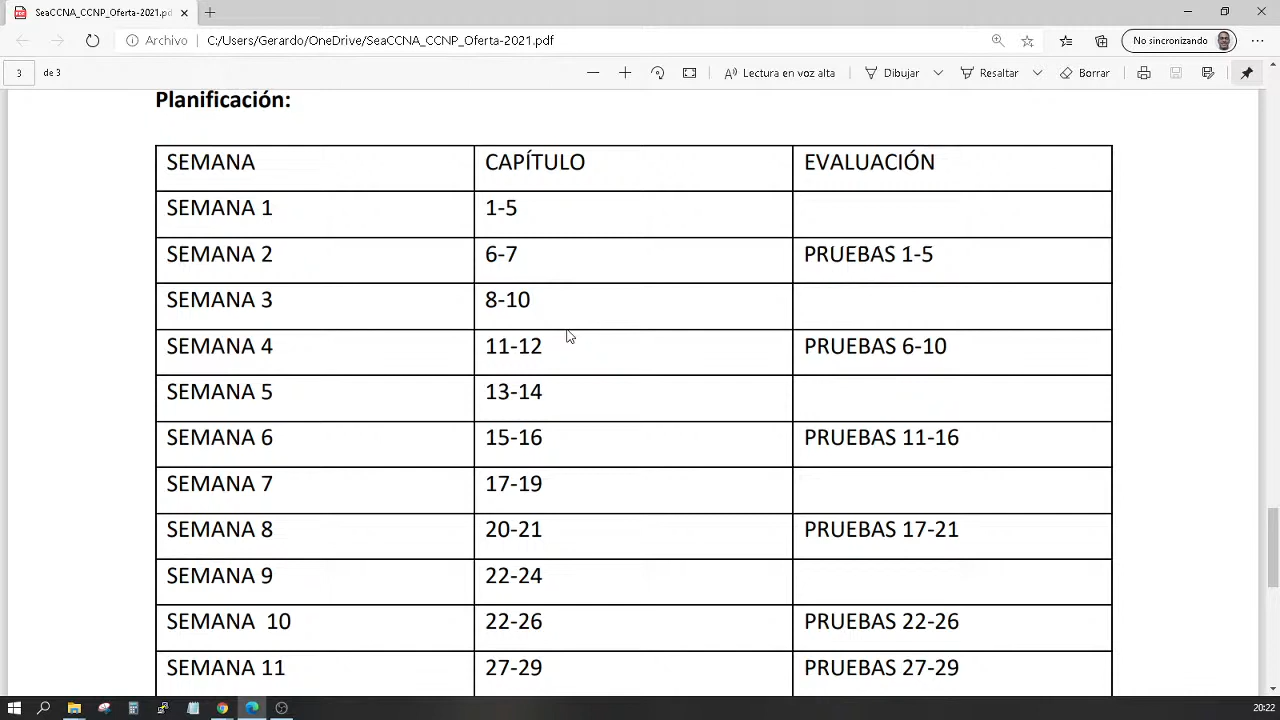 SeaCCNA_CCNP_Oferta-2021.pd
Archivo C:/Users/Gerardo/OneDrive/SeaCCNA_CCNP_Oferta-2021.pdf
No sincronizando
3 de 3
Lectura en voz alta
Dibujar
Resaltar
Borrar
Planificación:
SEMANA CAPÍTULO EVALUACIÓN
SEMANA 1 1-5
SEMANA 2 6-7 PRUEBAS 1-5
SEMANA 3 8-10
SEMANA 4 11-12 PRUEBAS 6-10
SEMANA 5 13-14
SEMANA 6 15-16 PRUEBAS 11-16
SEMANA 7 17-19
SEMANA 8 20-21 PRUEBAS 17-21
SEMANA 9 22-24
SEMANA 10 22-26 PRUEBAS 22-26
SEMANA 11 27-29 PRUEBAS 27-29
20:22